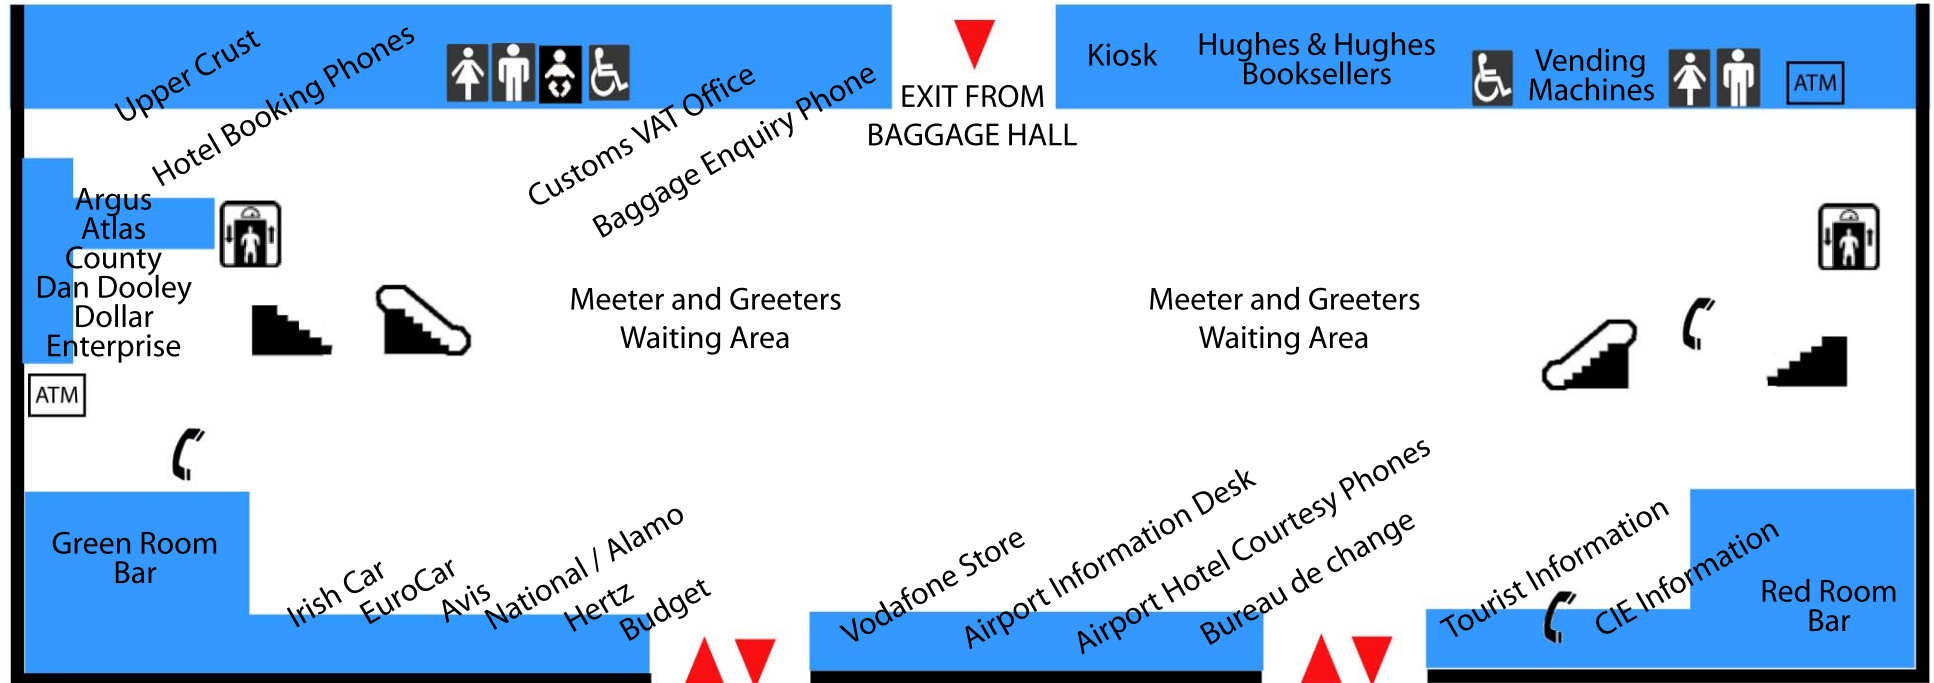 Upper Crust
Hotel Booking Phones
Customs VAT Office
Baggage Enquiry Phone
EXIT FROM
BAGGAGE HALL
Kiosk
Hughes & Hughes
Booksellers
Vending
Machines
ATM
Argus
Atlas
County
Dan Dooley
Dollar
Enterprise
ATM
Meeter and Greeters
Waiting Area
Meeter and Greeters
Waiting Area
Green Room
Bar
Irish Car
EuroCar
Avis
National / Alamo
Hertz
Budget
Vodafone Store
Airport Information Desk
Airport Hotel Courtesy Phones
Bureau de change
Tourist Information
CIE Information
Red Room
Bar